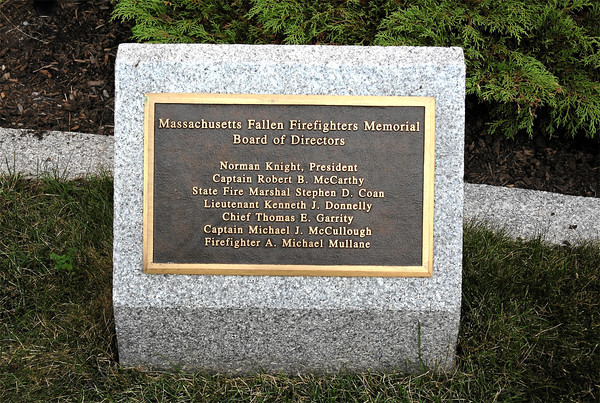 Massachusetts Fallen Firefighters Memorial
Board of Directors
Norman Knight, President
Captain Robert B. McCarthy
State Fire Marshal Stephen D. Coan
Lieutenant Kenneth J. Donnelly
Chief Thomas E. Garrity
Captain Michael J. McCullough
Firefighter A. Michael Mullane